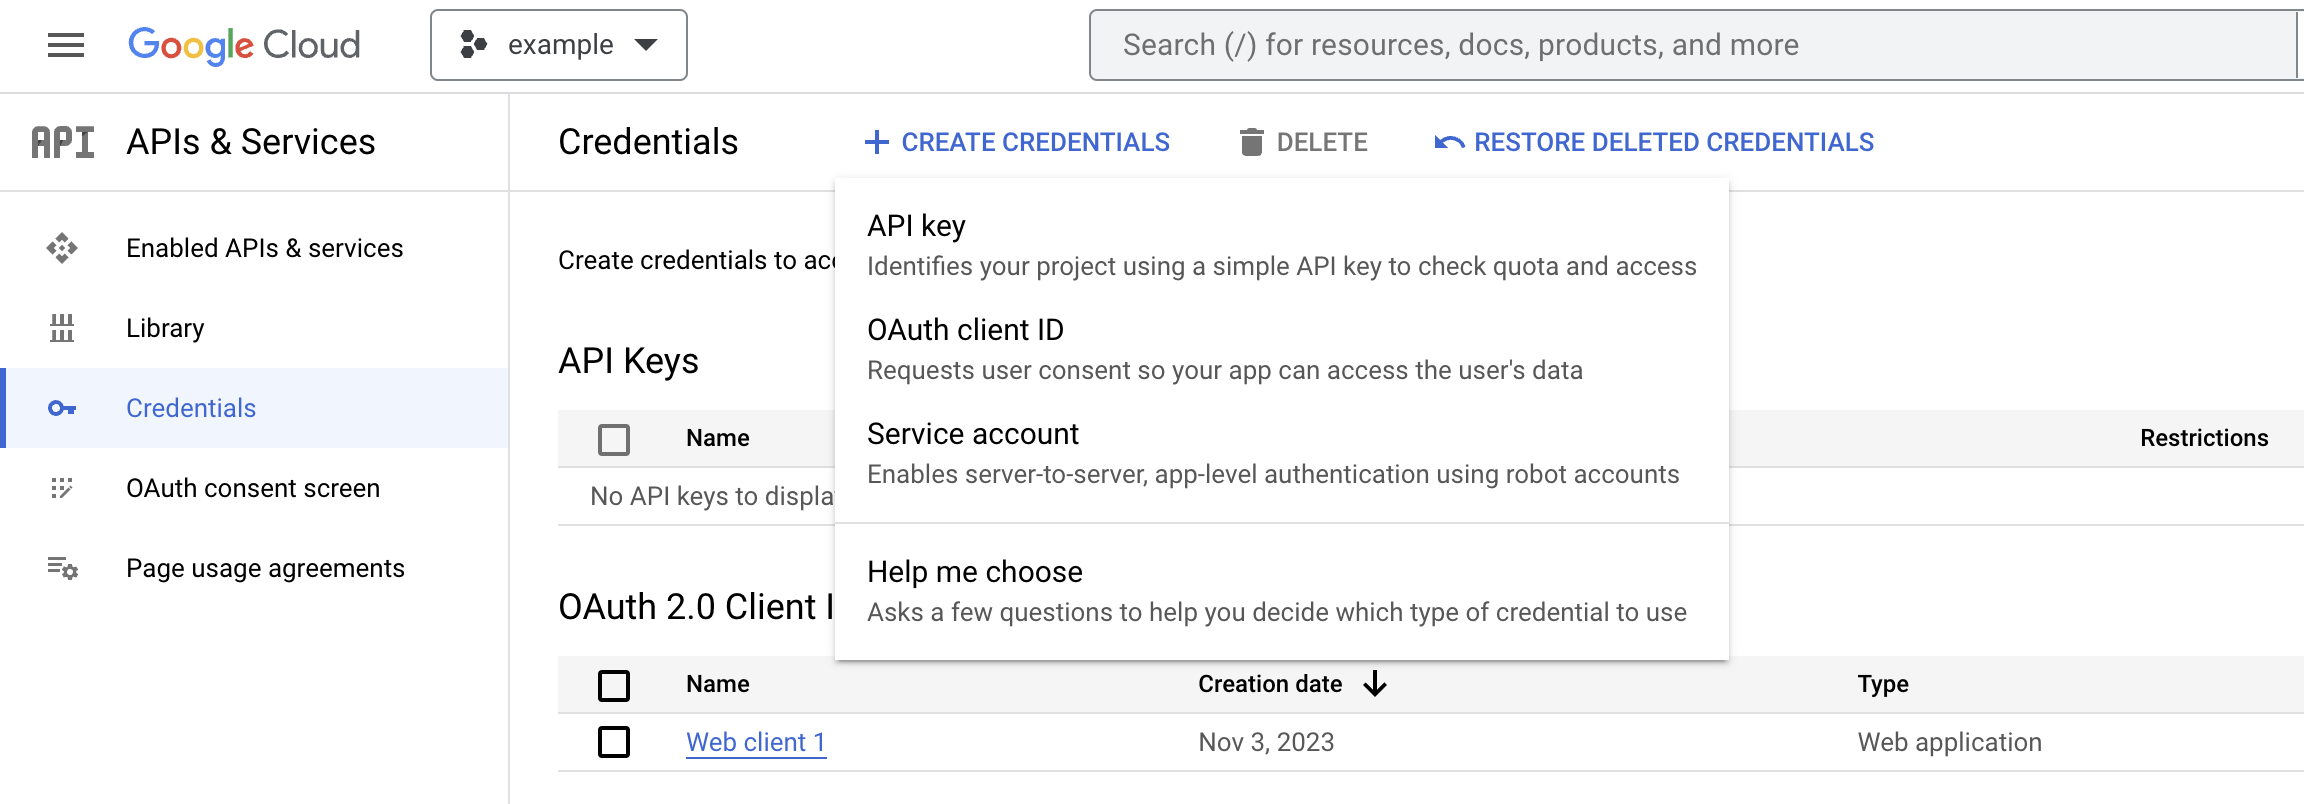 Google Cloud
example
Search (/) for resources, docs, products, and more
API APIs & Services
Enabled APIs & services
Library
Credentials
OAuth consent screen
Page usage agreements
Credentials
CREATE CREDENTIALS
DELETE
RESTORE DELETED CREDENTIALS
Create credentials to acc
API key
Identifies your project using a simple API key to check quota and access
OAuth client ID
Requests user consent so your app can access the user's data
Service account
Enables server-to-server, app-level authentication using robot accounts
Help me choose
Asks a few questions to help you decide which type of credential to use
API Keys
Name Restrictions
No API keys to displa
OAuth 2.0 Client I
Name Creation date Type
Web client 1 Nov 3, 2023 Web application